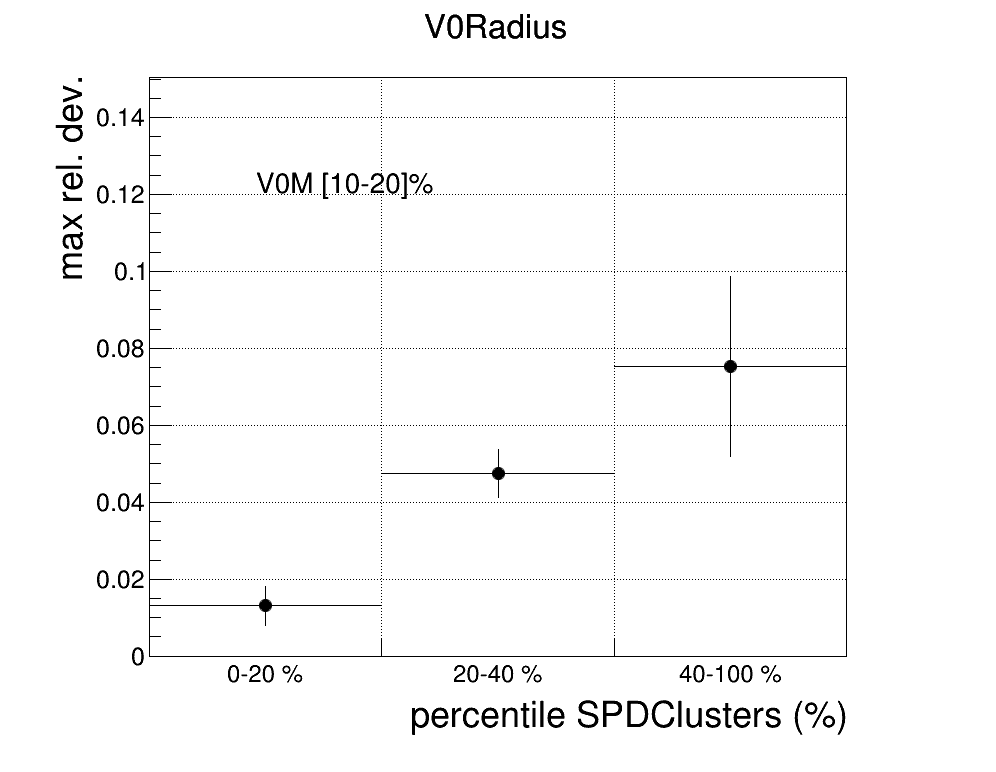 V0Radius
max rel. dev.
0.14
0.12
0.1
0.08
0.06
0.04
0.02
0
V0M [10-20]%
0-20 %
20-40 %
40-100 %
percentile SPDClusters (%)